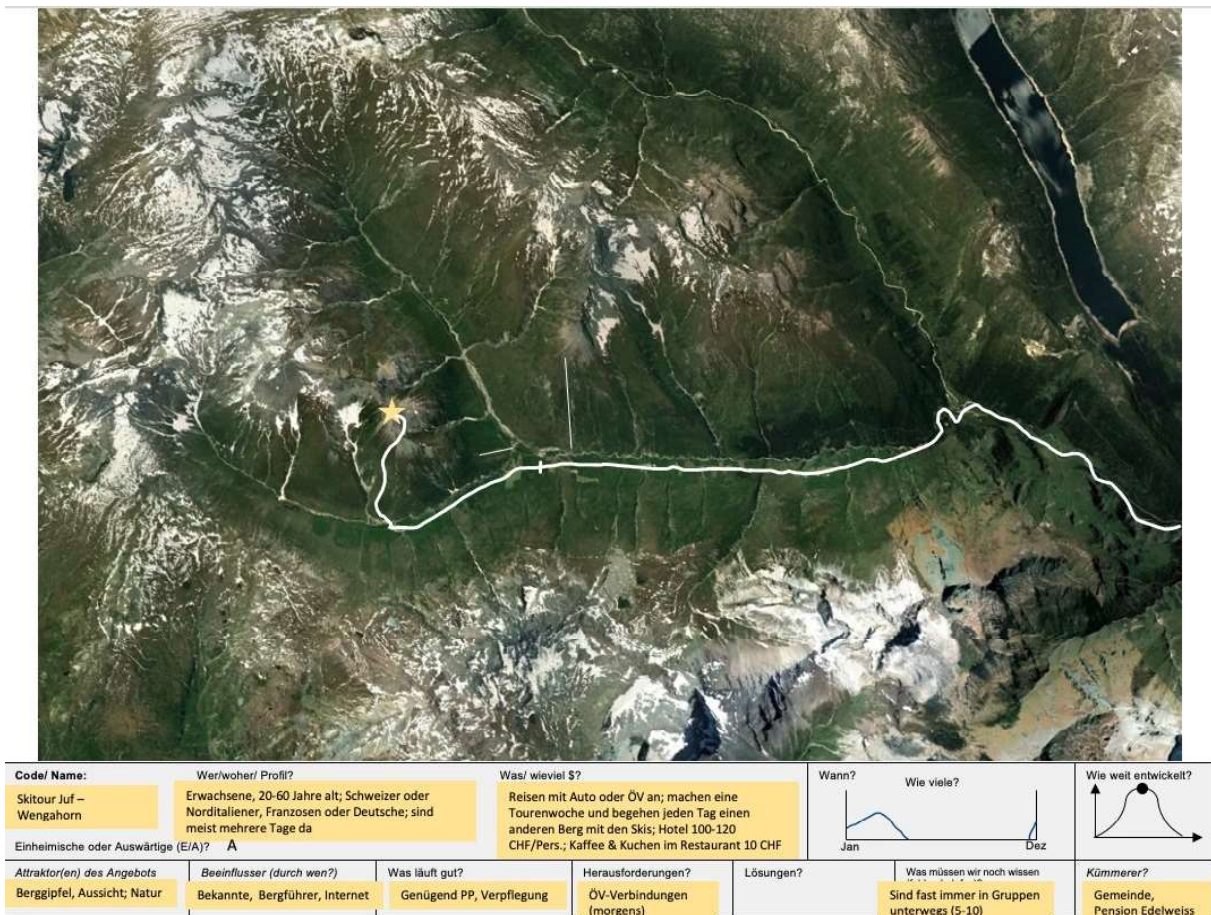 Code/ Name:
Skitour Juf –
Wengahorn
Einheimische oder Auswärtige (E/A)? A
Wer/woher/ Profil?
Erwachsene, 20-60 Jahre alt; Schweizer oder
Norditaliener, Franzosen oder Deutsche; sind
meist mehrere Tage da
Was/ wieviel $?
Reisen mit Auto oder ÖV an; machen eine
Tourenwoche und begehen jeden Tag einen
anderen Berg mit den Skis; Hotel 100-120
CHF/Pers.; Kaffee & Kuchen im Restaurant 10 CHF
Wann?
Wie viele?
Jan
Dez
Wie weit entwickelt?
Attraktor(en) des Angebots
Berggipfel, Aussicht; Natur
Beeinflusser (durch wen?)
Bekannte, Bergführer, Internet
Was läuft gut?
Genügend PP, Verpflegung
Herausforderungen?
ÖV-Verbindungen
(morgens)
Lösungen?
Was müssen wir noch wissen
Sind fast immer in Gruppen
unterwegs (5-10)
Kümmerer?
Gemeinde,
Pension Edelweiss